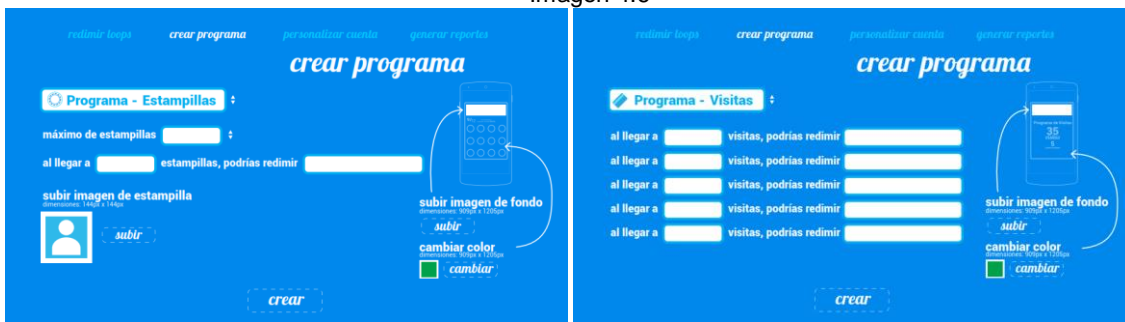 redimir loops crear programa personalizar cuenta generar reportes
crear programa
Programa - Estampillas
máximo de estampillas
al llegar a estampillas, podrías redimir
subir imagen de estampilla
dimensiones: 144px x 144px
subir
subir imagen de fondo
dimensiones: 909px x 1205px
subir
cambiar color
dimensiones: 909px x 1205px
cambiar
crear
redimir loops crear programa personalizar cuenta generar reportes
crear programa
Programa - Visitas
al llegar a visitas, podrías redimir
al llegar a visitas, podrías redimir
al llegar a visitas, podrías redimir
al llegar a visitas, podrías redimir
al llegar a visitas, podrías redimir
Programa de Visitas
35
subir imagen de fondo
dimensiones: 909px x 1205px
subir
cambiar color
dimensiones: 909px x 1205px
cambiar
crear